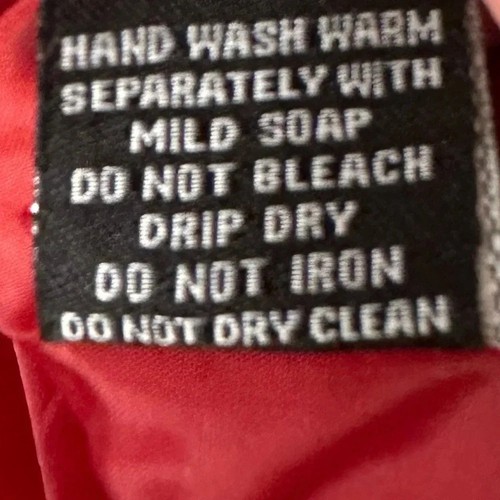 HAND WASH WARM
SEPARATELY WITH
MILD SOAP
DO NOT BLEACH
DRIP DRY
DO NOT IRON
DO NOT DRY CLEAN